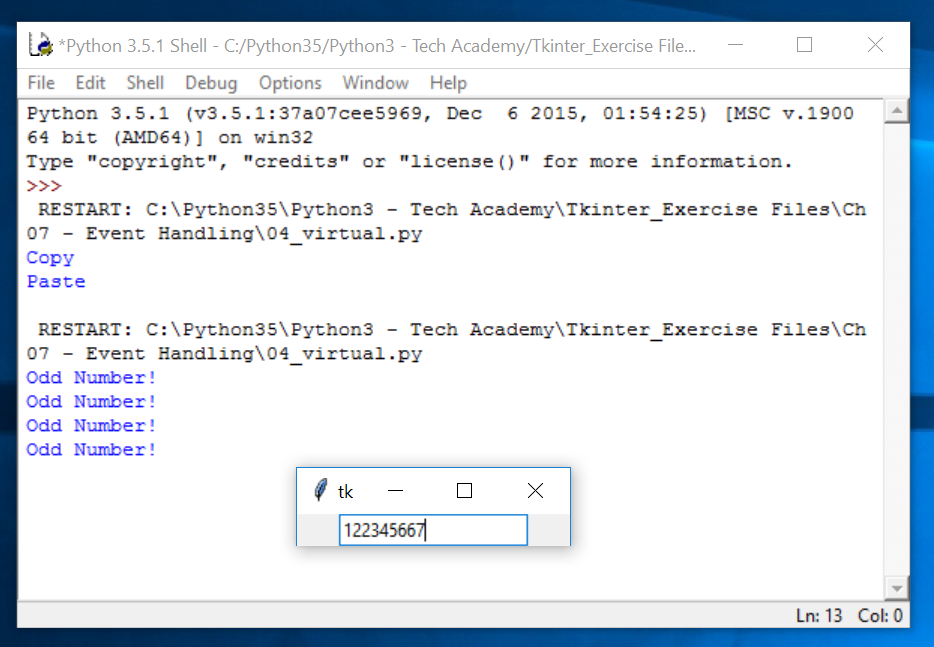 *Python 3.5.1 Shell - C:/Python35/Python3 - Tech Academy/Tkinter_Exercise File...
File Edit Shell Debug Options Window Help
Python 3.5.1 (v3.5.1:37a07cee5969, Dec  6 2015, 01:54:25) [MSC v.1900
64 bit (AMD64)] on win32
Type "copyright", "credits" or "license()" for more information.
>>>
 RESTART: C:\Python35\Python3 - Tech Academy\Tkinter_Exercise Files\Ch
07 - Event Handling\04_virtual.py
Copy
Paste
 RESTART: C:\Python35\Python3 - Tech Academy\Tkinter_Exercise Files\Ch
07 - Event Handling\04_virtual.py
Odd Number!
Odd Number!
Odd Number!
Odd Number!
tk
122345667
Ln: 13 Col: 0